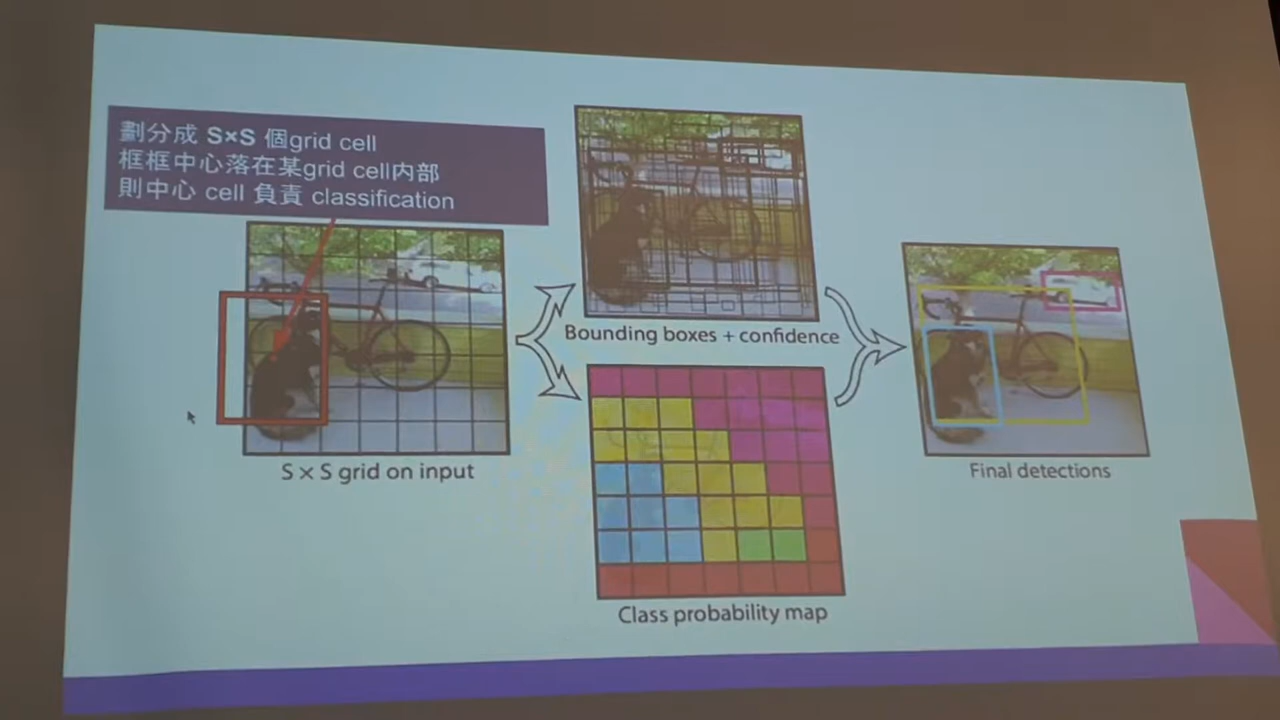 劃分成 S×S 個grid cell
框框中心落在某grid cell內部
則中心 cell 負責 classification
S × S grid on input
Bounding boxes + confidence
Class probability map
Final detections